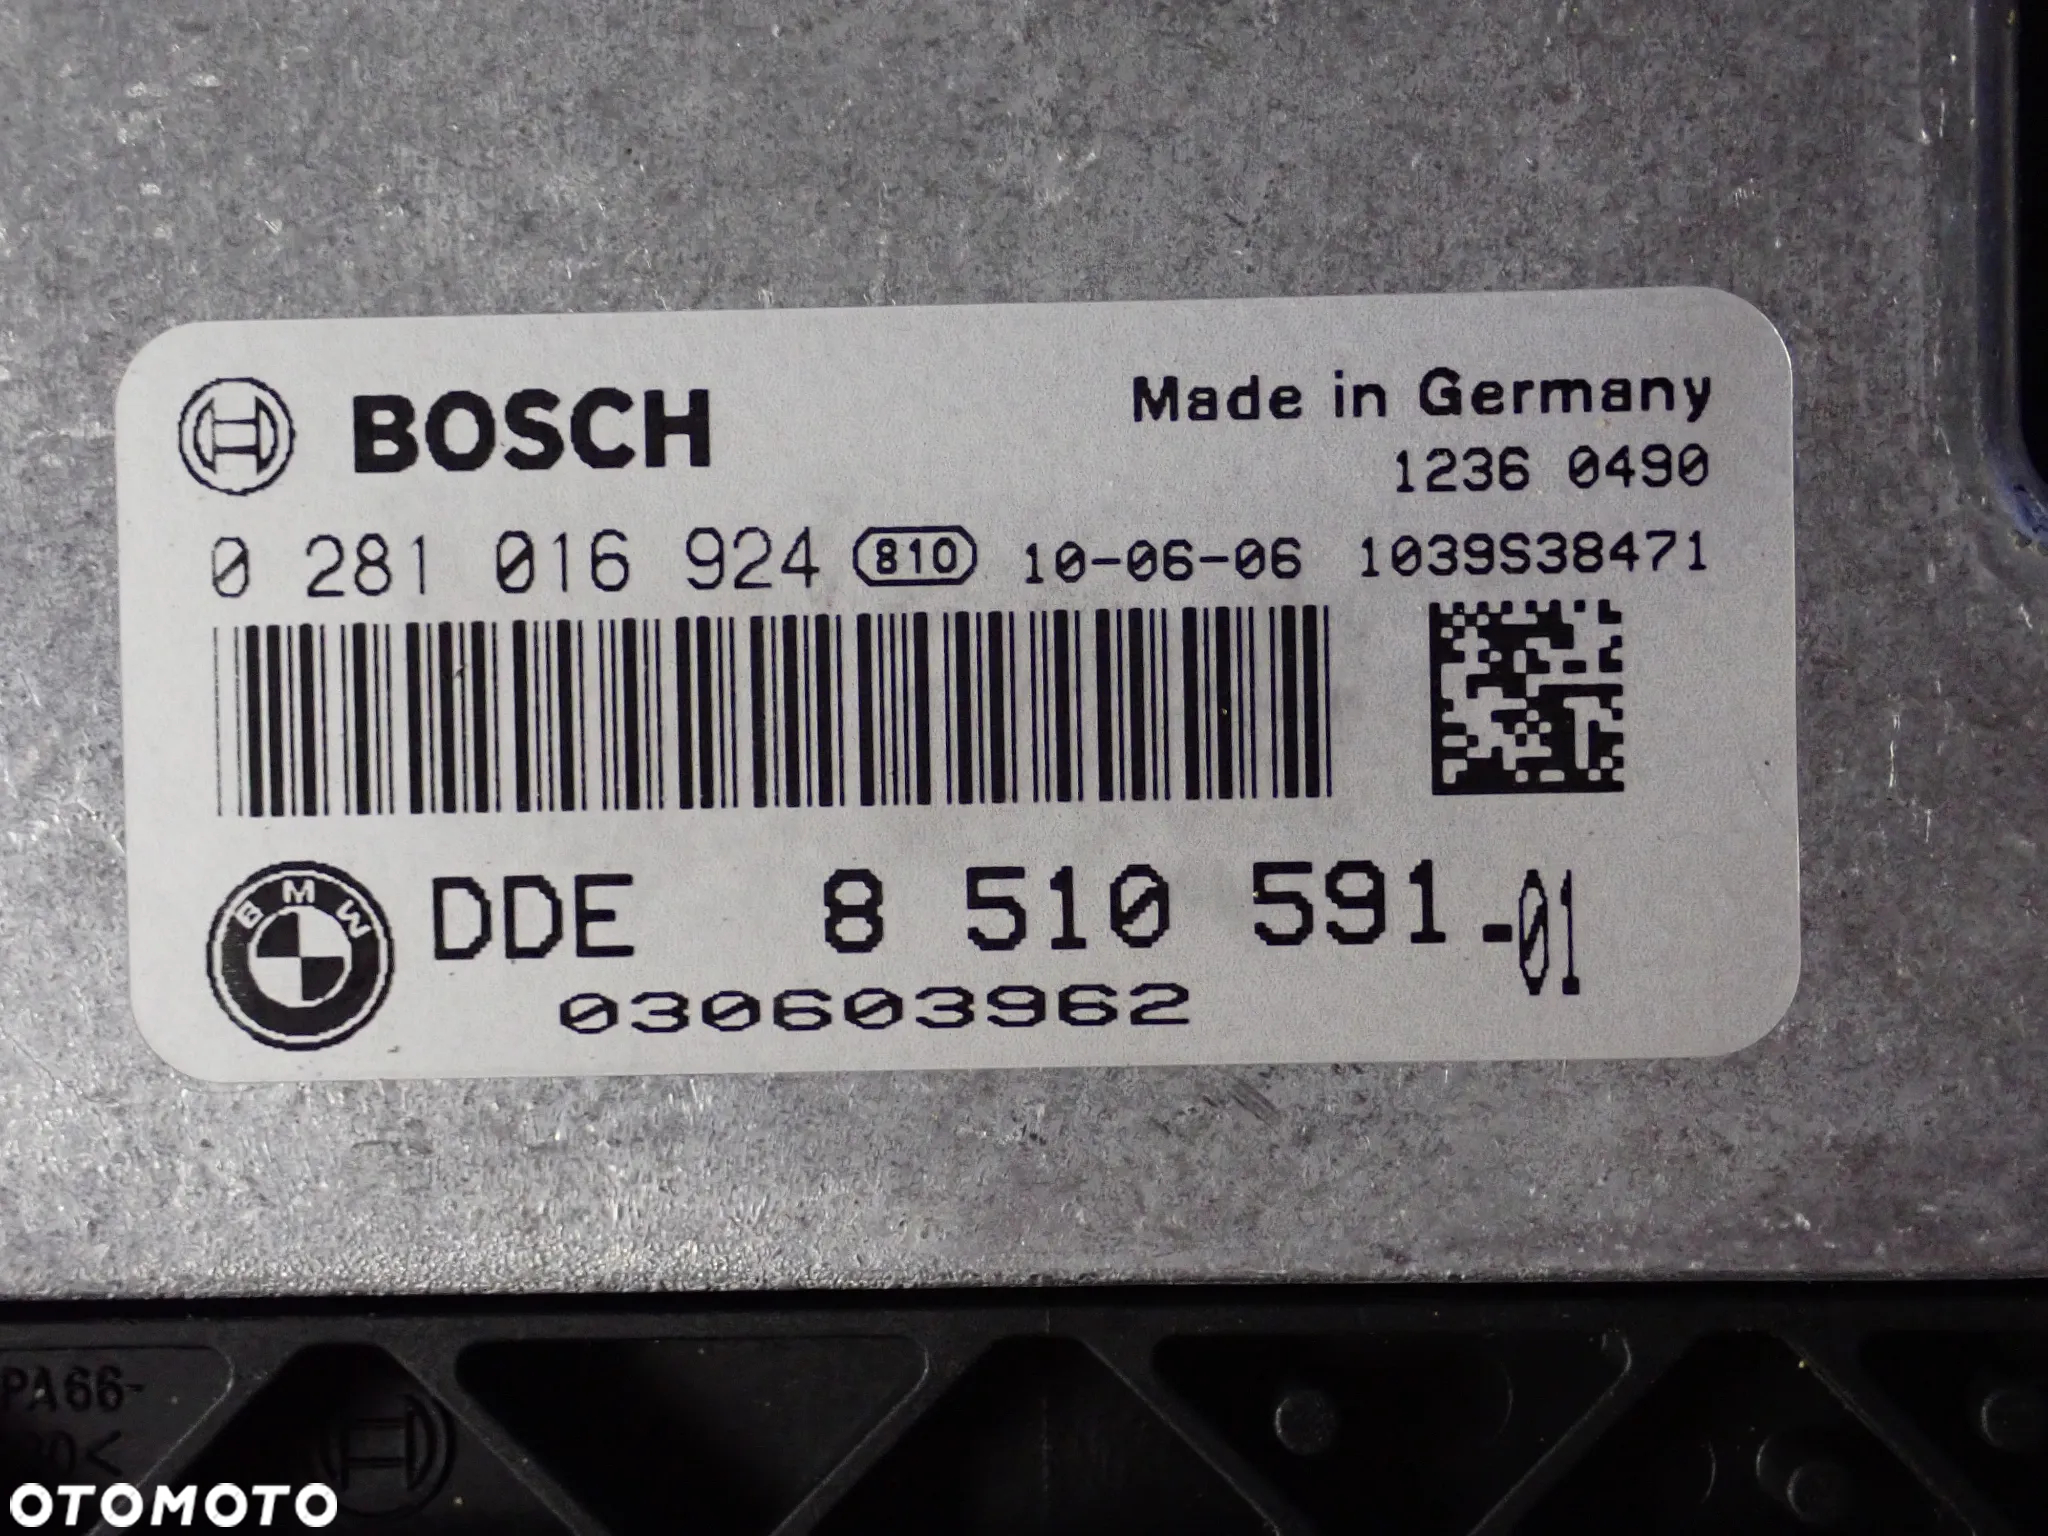 BOSCH
Made in Germany
1236 0490
0 281 016 924 810 10-06-06 1039S38471
BMW
DDE 8 510 591-01
030603962
PA66-
OTOMOTO